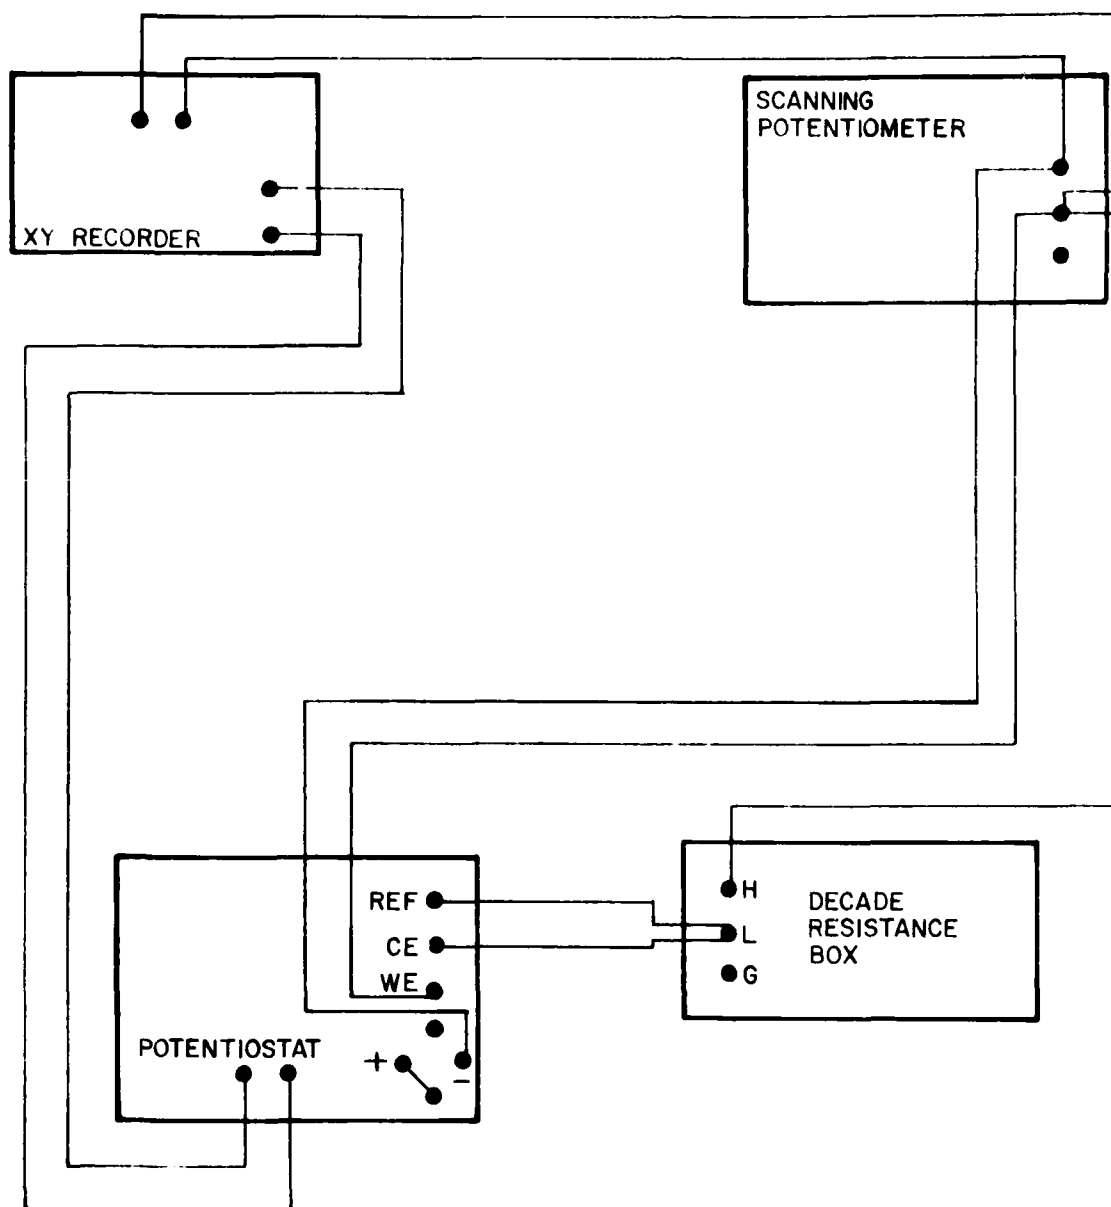 SCANNING
POTENTIOMETER
XY RECORDER
REF
CE
WE
POTENTIOSTAT
+
-
H
L
G
DECADE
RESISTANCE
BOX